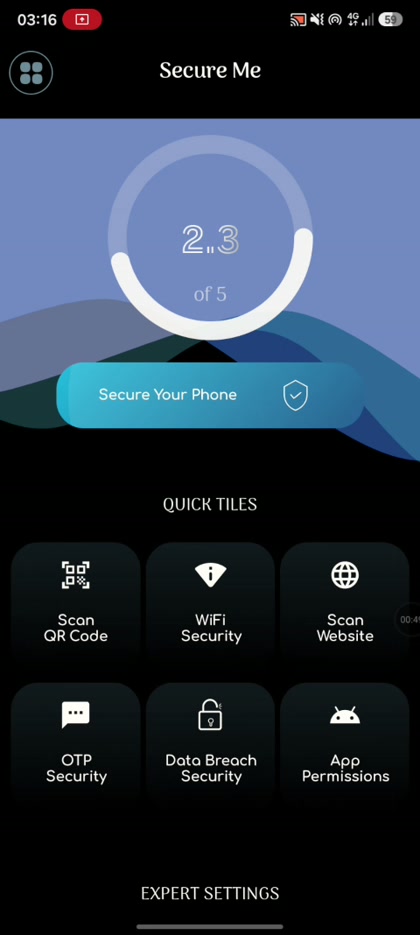 03:16
4G
59
Secure Me
2.3
of 5
Secure Your Phone
QUICK TILES
Scan
QR Code
WiFi
Security
Scan
Website
OTP
Security
Data Breach
Security
App
Permissions
EXPERT SETTINGS